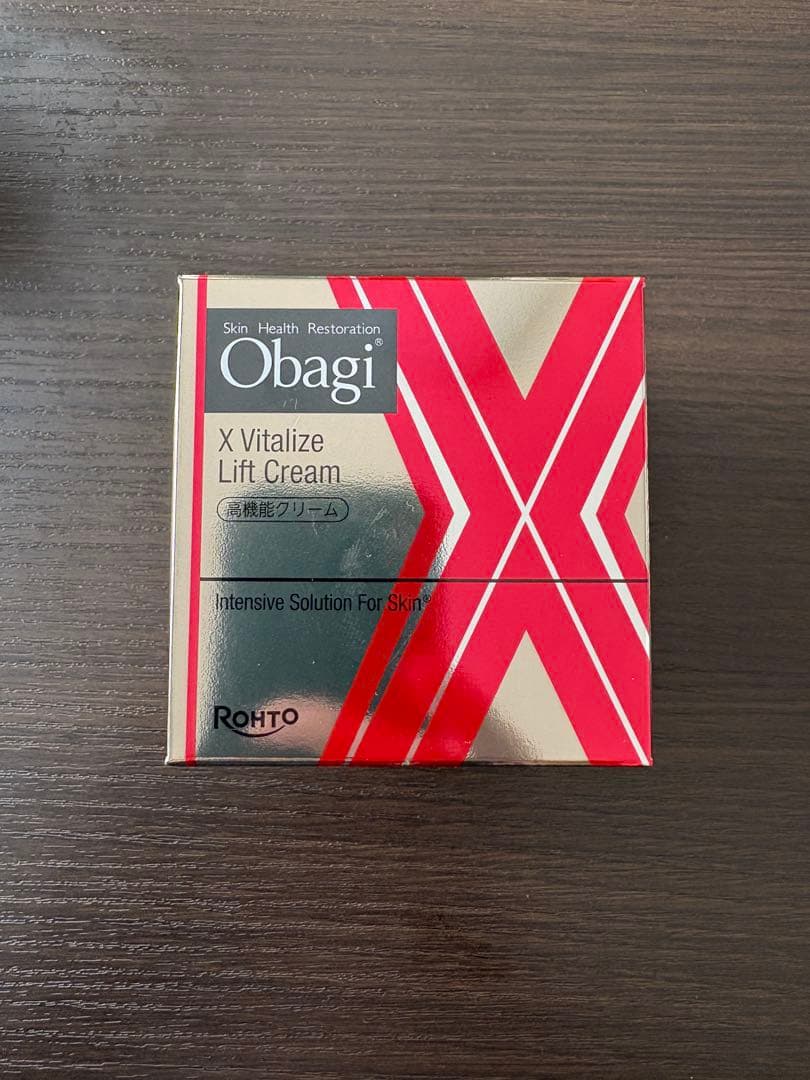 Skin Health Restoration
Obagi®
X Vitalize
Lift Cream
高機能クリーム
Intensive Solution For Skin®
ROHTO